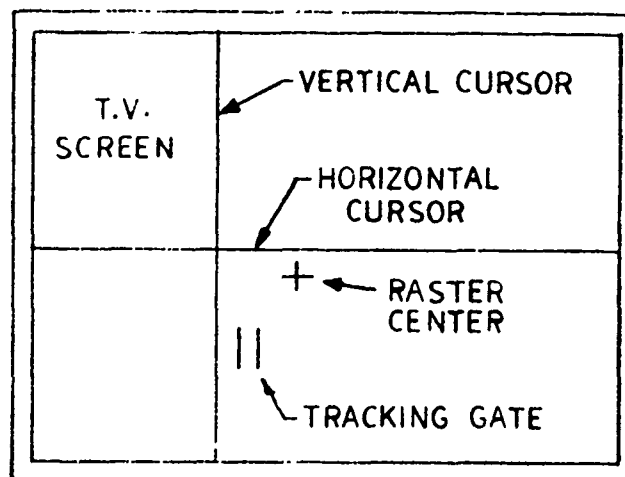 T.V.
SCREEN
VERTICAL CURSOR
HORIZONTAL
CURSOR
RASTER
CENTER
TRACKING GATE